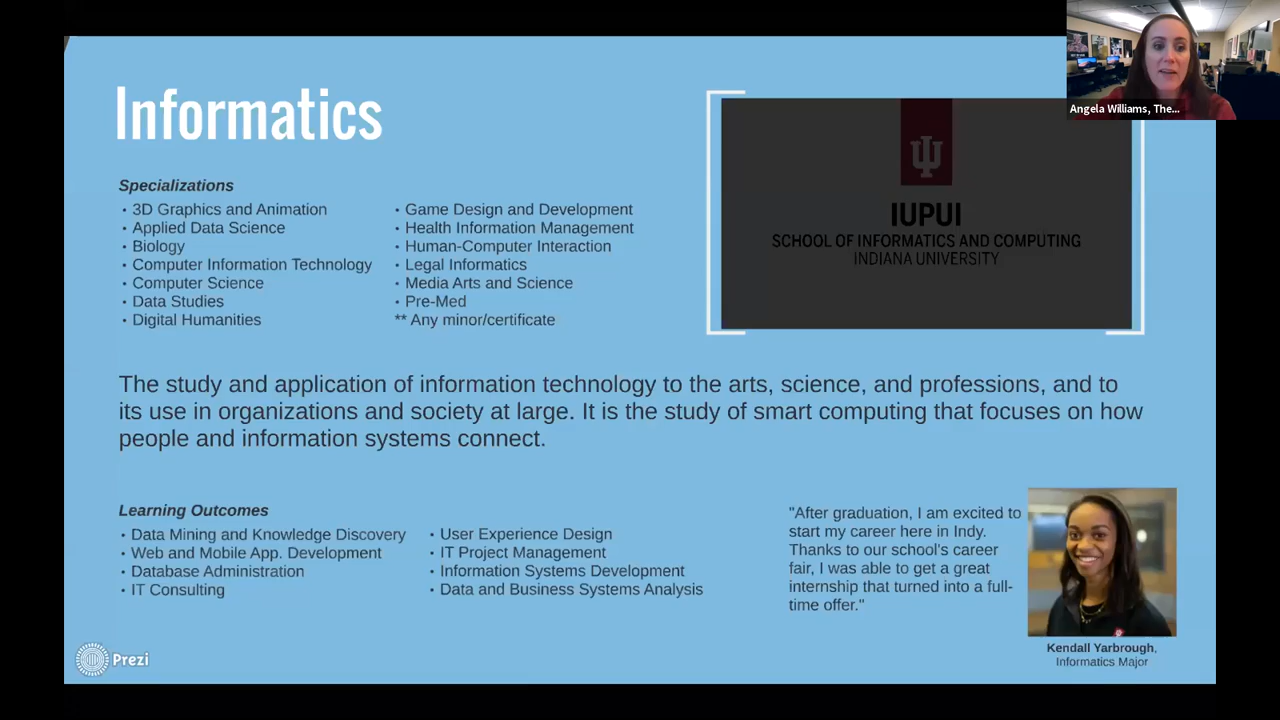 Angela Williams, The...
Informatics
Specializations
• 3D Graphics and Animation
• Applied Data Science
• Biology
• Computer Information Technology
• Computer Science
• Data Studies
• Digital Humanities
• Game Design and Development
• Health Information Management
• Human-Computer Interaction
• Legal Informatics
• Media Arts and Science
• Pre-Med
** Any minor/certificate
IUPUI
SCHOOL OF INFORMATICS AND COMPUTING
INDIANA UNIVERSITY
The study and application of information technology to the arts, science, and professions, and to
its use in organizations and society at large. It is the study of smart computing that focuses on how
people and information systems connect.
Learning Outcomes
• Data Mining and Knowledge Discovery
• Web and Mobile App. Development
• Database Administration
• IT Consulting
• User Experience Design
• IT Project Management
• Information Systems Development
• Data and Business Systems Analysis
"After graduation, I am excited to
start my career here in Indy.
Thanks to our school's career
fair, I was able to get a great
internship that turned into a full-
time offer."
Kendall Yarbrough,
Informatics Major
Prezi